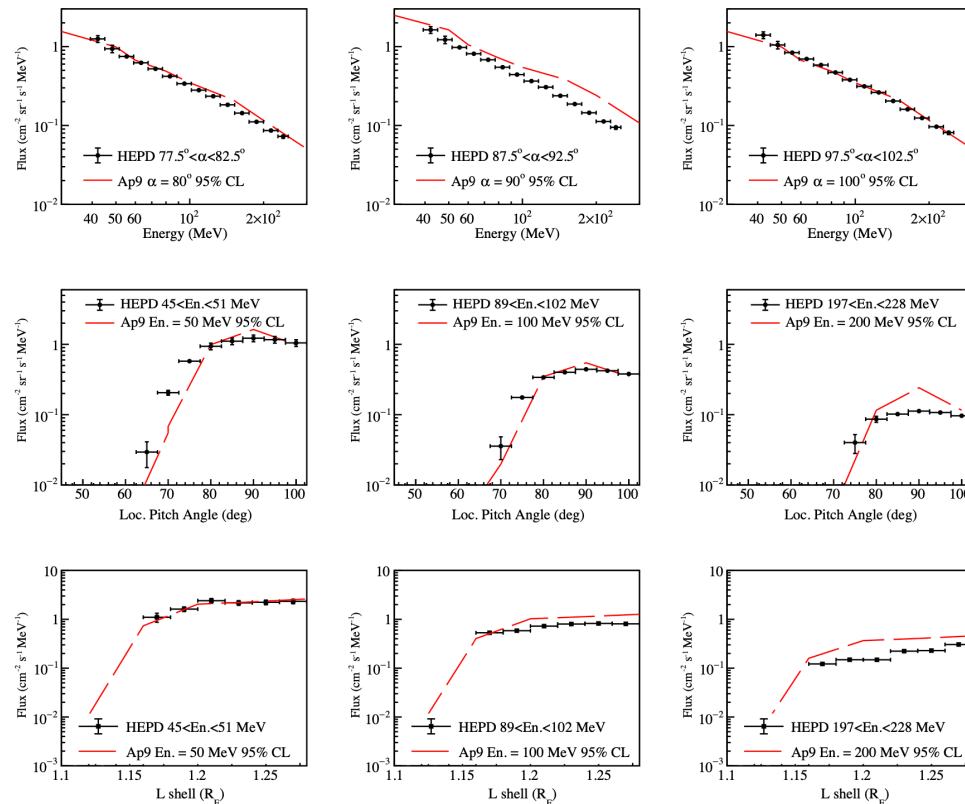 Flux (cm⁻² sr⁻¹ s⁻¹ MeV⁻¹)
1
10⁻¹
10⁻²
HEPD 77.5°<α<82.5°
Ap9 α = 80° 95% CL
40 50 60 10² 2×10²
Energy (MeV)
Flux (cm⁻² sr⁻¹ s⁻¹ MeV⁻¹)
1
10⁻¹
10⁻²
HEPD 87.5°<α<92.5°
Ap9 α = 90° 95% CL
40 50 60 10² 2×10²
Energy (MeV)
Flux (cm⁻² sr⁻¹ s⁻¹ MeV⁻¹)
1
10⁻¹
10⁻²
HEPD 97.5°<α<102.5°
Ap9 α = 100° 95% CL
40 50 60 10² 2×10²
Energy (MeV)
Flux (cm⁻² sr⁻¹ s⁻¹ MeV⁻¹)
HEPD 45<En.<51 MeV
Ap9 En. = 50 MeV 95% CL
1
10⁻¹
10⁻²
50 60 70 80 90 100
Loc. Pitch Angle (deg)
Flux (cm⁻² sr⁻¹ s⁻¹ MeV⁻¹)
HEPD 89<En.<102 MeV
Ap9 En. = 100 MeV 95% CL
1
10⁻¹
10⁻²
50 60 70 80 90 100
Loc. Pitch Angle (deg)
Flux (cm⁻² sr⁻¹ s⁻¹ MeV⁻¹)
HEPD 197<En.<228 MeV
Ap9 En. = 200 MeV 95% CL
1
10⁻¹
10⁻²
50 60 70 80 90 100
Loc. Pitch Angle (deg)
Flux (cm⁻² sr⁻¹ s⁻¹ MeV⁻¹)
10
1
10⁻¹
10⁻²
10⁻³
HEPD 45<En.<51 MeV
Ap9 En. = 50 MeV 95% CL
1.1 1.15 1.2 1.25
L shell (R_E)
Flux (cm⁻² sr⁻¹ s⁻¹ MeV⁻¹)
10
1
10⁻¹
10⁻²
10⁻³
HEPD 89<En.<102 MeV
Ap9 En. = 100 MeV 95% CL
1.1 1.15 1.2 1.25
L shell (R_E)
Flux (cm⁻² sr⁻¹ s⁻¹ MeV⁻¹)
10
1
10⁻¹
10⁻²
10⁻³
HEPD 197<En.<228 MeV
Ap9 En. = 200 MeV 95% CL
1.1 1.15 1.2 1.25
L shell (R_E)